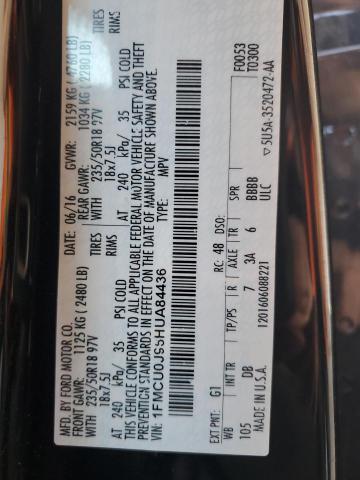 MFD. BY FORD MOTOR CO.
DATE: 06/16 GVWR: 2159 KG ( 4760 LB)
FRONT GAWR: 1125 KG ( 2480 LB) REAR GAWR: 1034 KG ( 2280 LB)
WITH 235/50R18 97V TIRES WITH 235/50R18 97V
18x7.5J RIMS 18x7.5J
AT 240 kPa/ 35 PSI COLD AT 240 kPa/ 35 PSI COLD
THIS VEHICLE CONFORMS TO ALL APPLICABLE FEDERAL MOTOR VEHICLE SAFETY AND THEFT
PREVENTION STANDARDS IN EFFECT ON THE DATE OF MANUFACTURE SHOWN ABOVE.
VIN: 1FMCU0J95HUA84436 TYPE: MPV
F0053
T0300
EXT PNT: G1 RC: 48 DSO:
WB INT TR TP/PS R AXLE TR SPR
105 DB 7 3A 6 BBBB
ULC
MADE IN U.S.A. 1201606088221 5U5A-3520472-AA